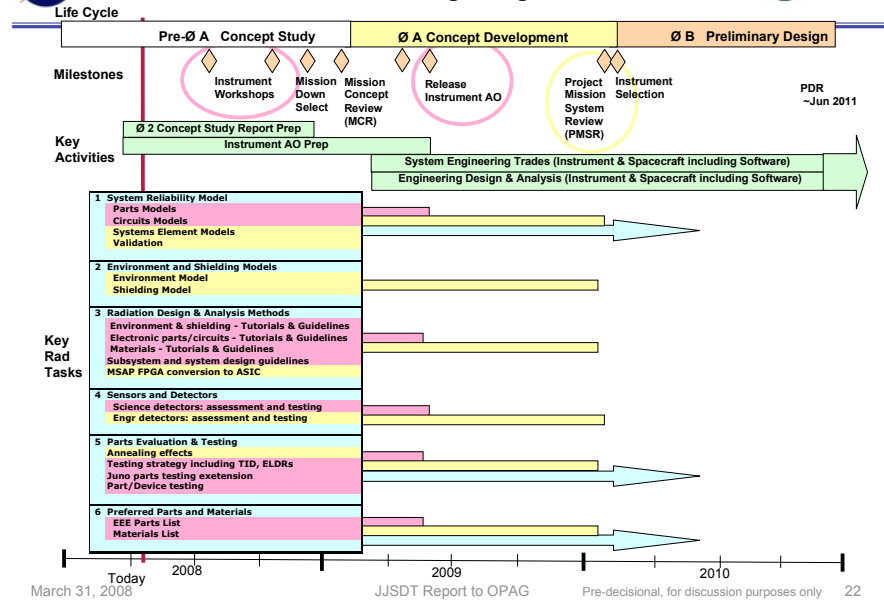 Life Cycle
Pre-Ø A Concept Study
Ø A Concept Development
Ø B Preliminary Design
Milestones
Instrument
Workshops
Mission
Down
Select
Mission
Concept
Review
(MCR)
Release
Instrument AO
Project
Mission
System
Review
(PMSR)
Instrument
Selection
PDR
~Jun 2011
Key
Activities
Ø 2 Concept Study Report Prep
Instrument AO Prep
System Engineering Trades (Instrument & Spacecraft including Software)
Engineering Design & Analysis (Instrument & Spacecraft including Software)
Key
Rad
Tasks
1 System Reliability Model
Parts Models
Circuits Models
Systems Element Models
Validation
2 Environment and Shielding Models
Environment Model
Shielding Model
3 Radiation Design & Analysis Methods
Environment & shielding - Tutorials & Guidelines
Electronic parts/circuits - Tutorials & Guidelines
Materials - Tutorials & Guidelines
Subsystem and system design guidelines
MSAP FPGA conversion to ASIC
4 Sensors and Detectors
Science detectors: assessment and testing
Engr detectors: assessment and testing
5 Parts Evaluation & Testing
Annealing effects
Testing strategy including TID, ELDRs
Juno parts testing exetension
Part/Device testing
6 Preferred Parts and Materials
EEE Parts List
Materials List
Today
2008
2009
2010
March 31, 2008
JJSDT Report to OPAG
Pre-decisional, for discussion purposes only
22